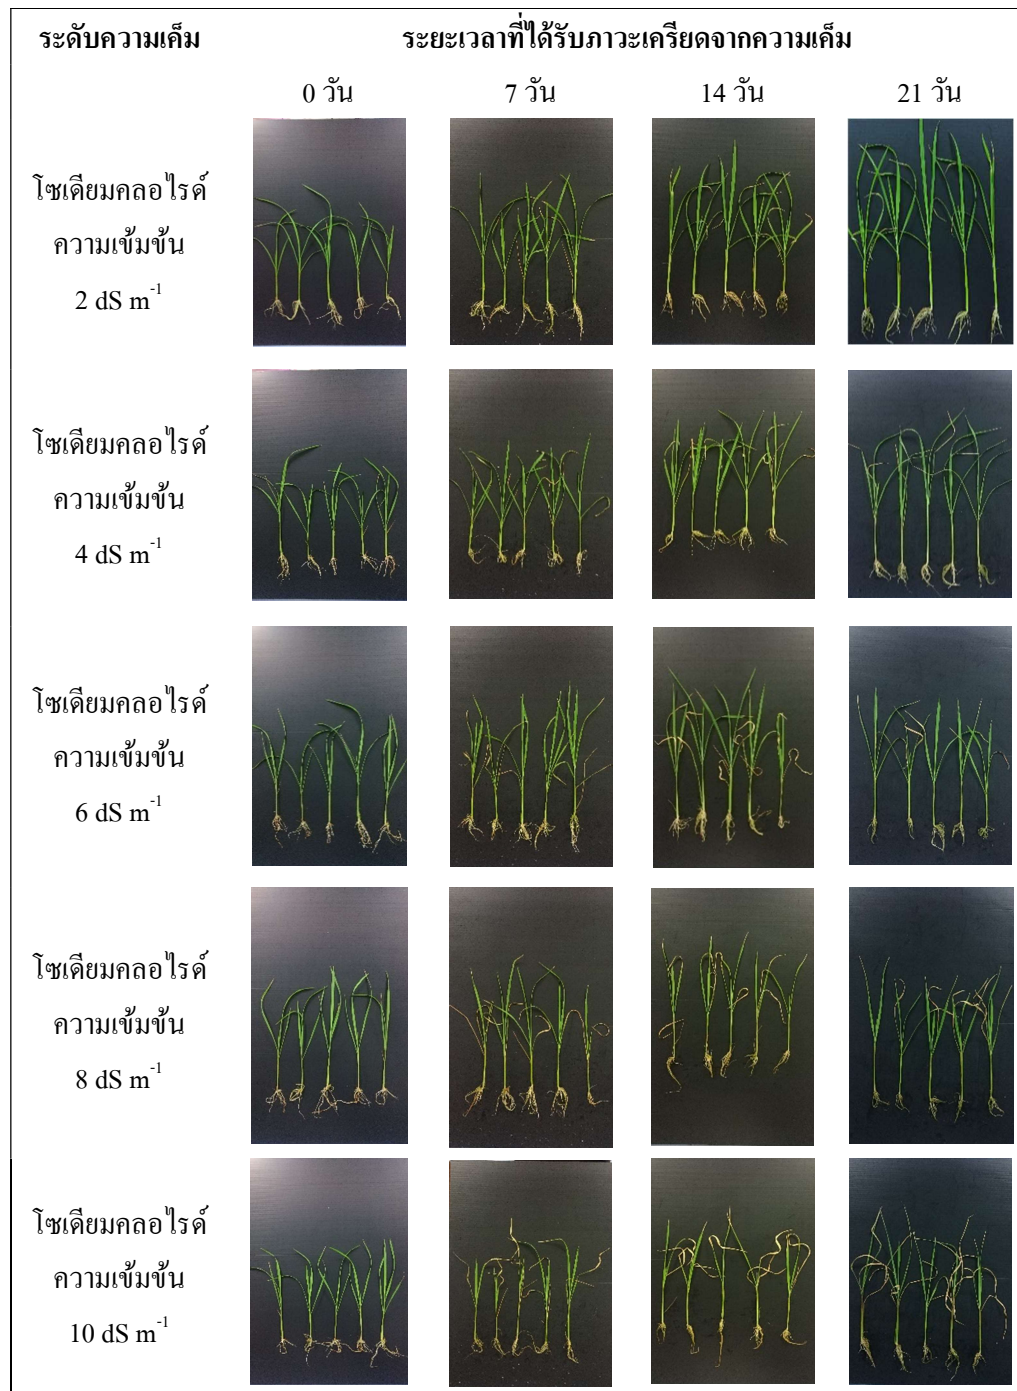 ระดับความเค็ม ระยะเวลาที่ได้รับภาวะเครียดจากความเค็ม
0 วัน 7 วัน 14 วัน 21 วัน
โซเดียมคลอไรด์
ความเข้มข้น
2 dS m⁻¹
โซเดียมคลอไรด์
ความเข้มข้น
4 dS m⁻¹
โซเดียมคลอไรด์
ความเข้มข้น
6 dS m⁻¹
โซเดียมคลอไรด์
ความเข้มข้น
8 dS m⁻¹
โซเดียมคลอไรด์
ความเข้มข้น
10 dS m⁻¹